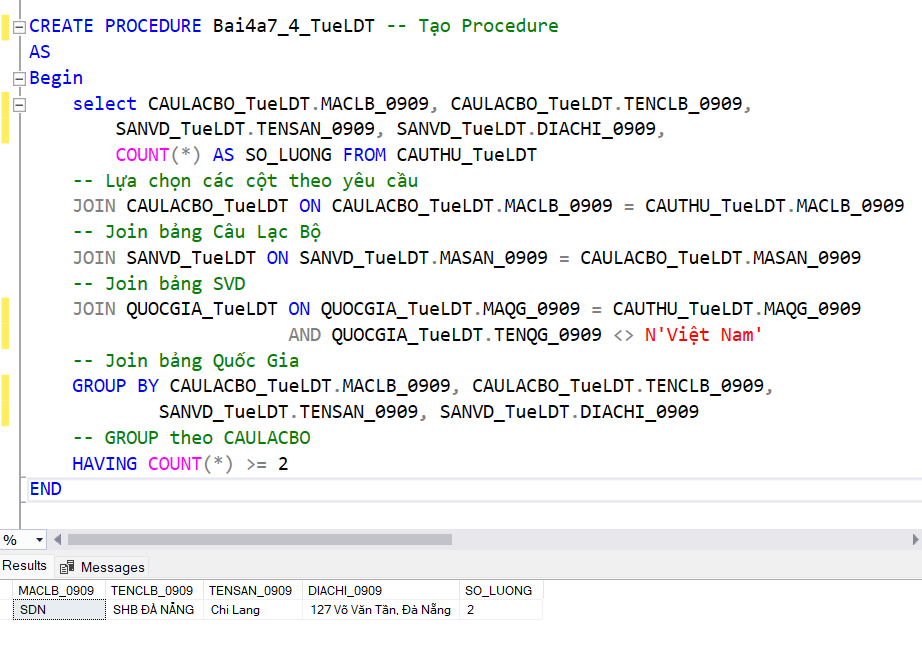 CREATE PROCEDURE Bai4a7_4_TueLDT -- Tạo Procedure
AS
Begin
select CAULACBO_TueLDT.MACLB_0909, CAULACBO_TueLDT.TENCLB_0909,
SANVD_TueLDT.TENSAN_0909, SANVD_TueLDT.DIACHI_0909,
COUNT(*) AS SO_LUONG FROM CAUTHU_TueLDT
-- Lựa chọn các cột theo yêu cầu
JOIN CAULACBO_TueLDT ON CAULACBO_TueLDT.MACLB_0909 = CAUTHU_TueLDT.MACLB_0909
-- Join bảng Câu Lạc Bộ
JOIN SANVD_TueLDT ON SANVD_TueLDT.MASAN_0909 = CAULACBO_TueLDT.MASAN_0909
-- Join bảng SVD
JOIN QUOCGIA_TueLDT ON QUOCGIA_TueLDT.MAQG_0909 = CAUTHU_TueLDT.MAQG_0909
AND QUOCGIA_TueLDT.TENQG_0909 <> N'Việt Nam'
-- Join bảng Quốc Gia
GROUP BY CAULACBO_TueLDT.MACLB_0909, CAULACBO_TueLDT.TENCLB_0909,
SANVD_TueLDT.TENSAN_0909, SANVD_TueLDT.DIACHI_0909
-- GROUP theo CAULACBO
HAVING COUNT(*) >= 2
END
%
Results Messages
MACLB_0909 TENCLB_0909 TENSAN_0909 DIACHI_0909 SO_LUONG
SDN SHB ĐÀ NẴNG Chi Lang 127 Võ Văn Tần, Đà Nẵng 2